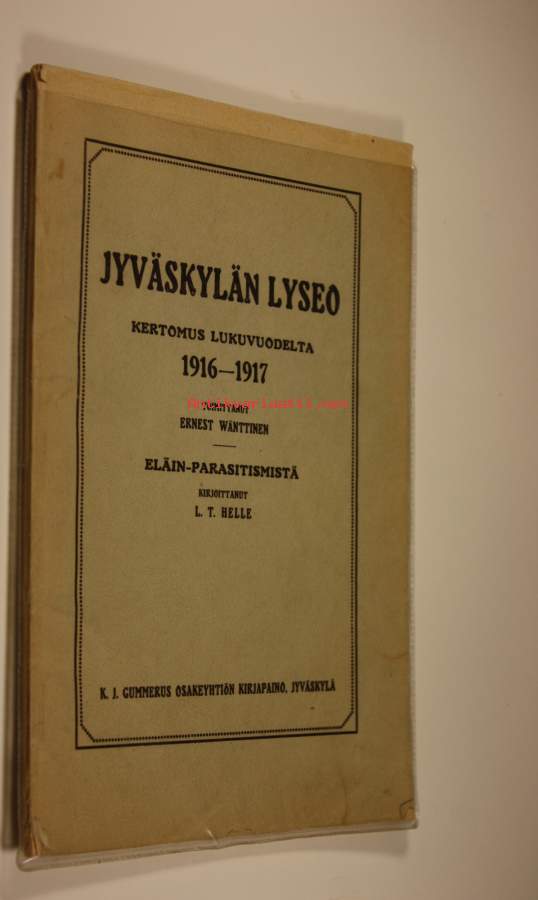 JYVÄSKYLÄN LYSEO
KERTOMUS LUKUVUODELTA
1916—1917
ERNEST WÄNTTINEN
ELÄIN-PARASITISMISTÄ
KIRJOITTANUT
L. T. HELLE
K. J. GUMMERUS OSAKEYHTIÖN KIRJAPAINO, JYVÄSKYLÄ